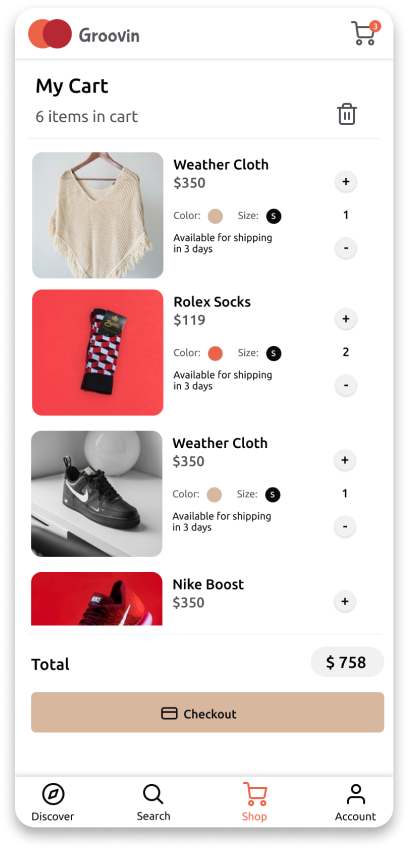 Groovin
3
My Cart
6 items in cart
Weather Cloth
$350
+
Color: Size: S
1
Available for shipping
in 3 days
-
Rolex Socks
$119
+
Color: Size: S
2
Available for shipping
in 3 days
-
Weather Cloth
$350
+
Color: Size: S
1
Available for shipping
in 3 days
-
Nike Boost
$350
+
Total
$ 758
Checkout
Discover
Search
Shop
Account